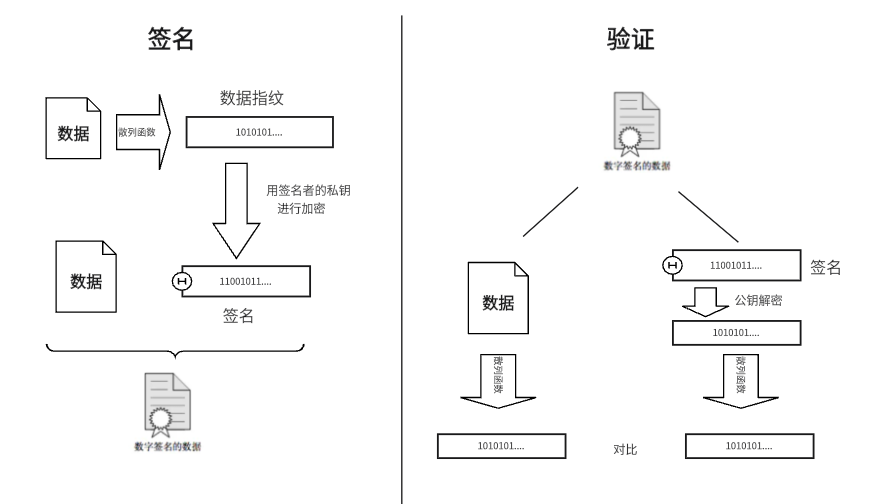 签名
数据
散列函数
数据指纹
1010101....
用签名者的私钥
进行加密
数据
11001011....
签名
数字签名的数据
验证
数字签名的数据
数据
11001011....
签名
公钥解密
1010101....
散列函数
散列函数
1010101....
对比
1010101....